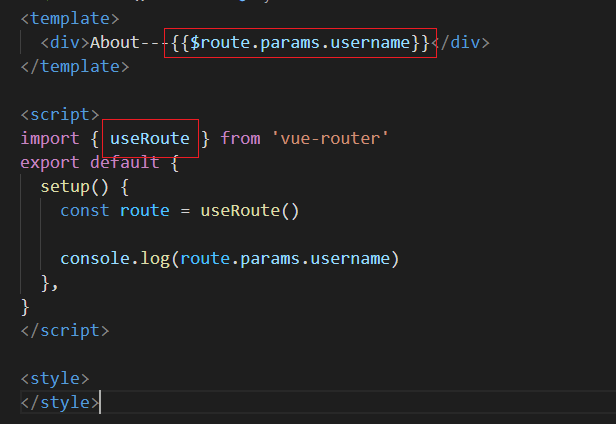 <template>
<div>About---{{$route.params.username}}</div>
</template>
<script>
import { useRoute } from 'vue-router'
export default {
setup() {
const route = useRoute()
console.log(route.params.username)
},
}
</script>
<style>
</style>